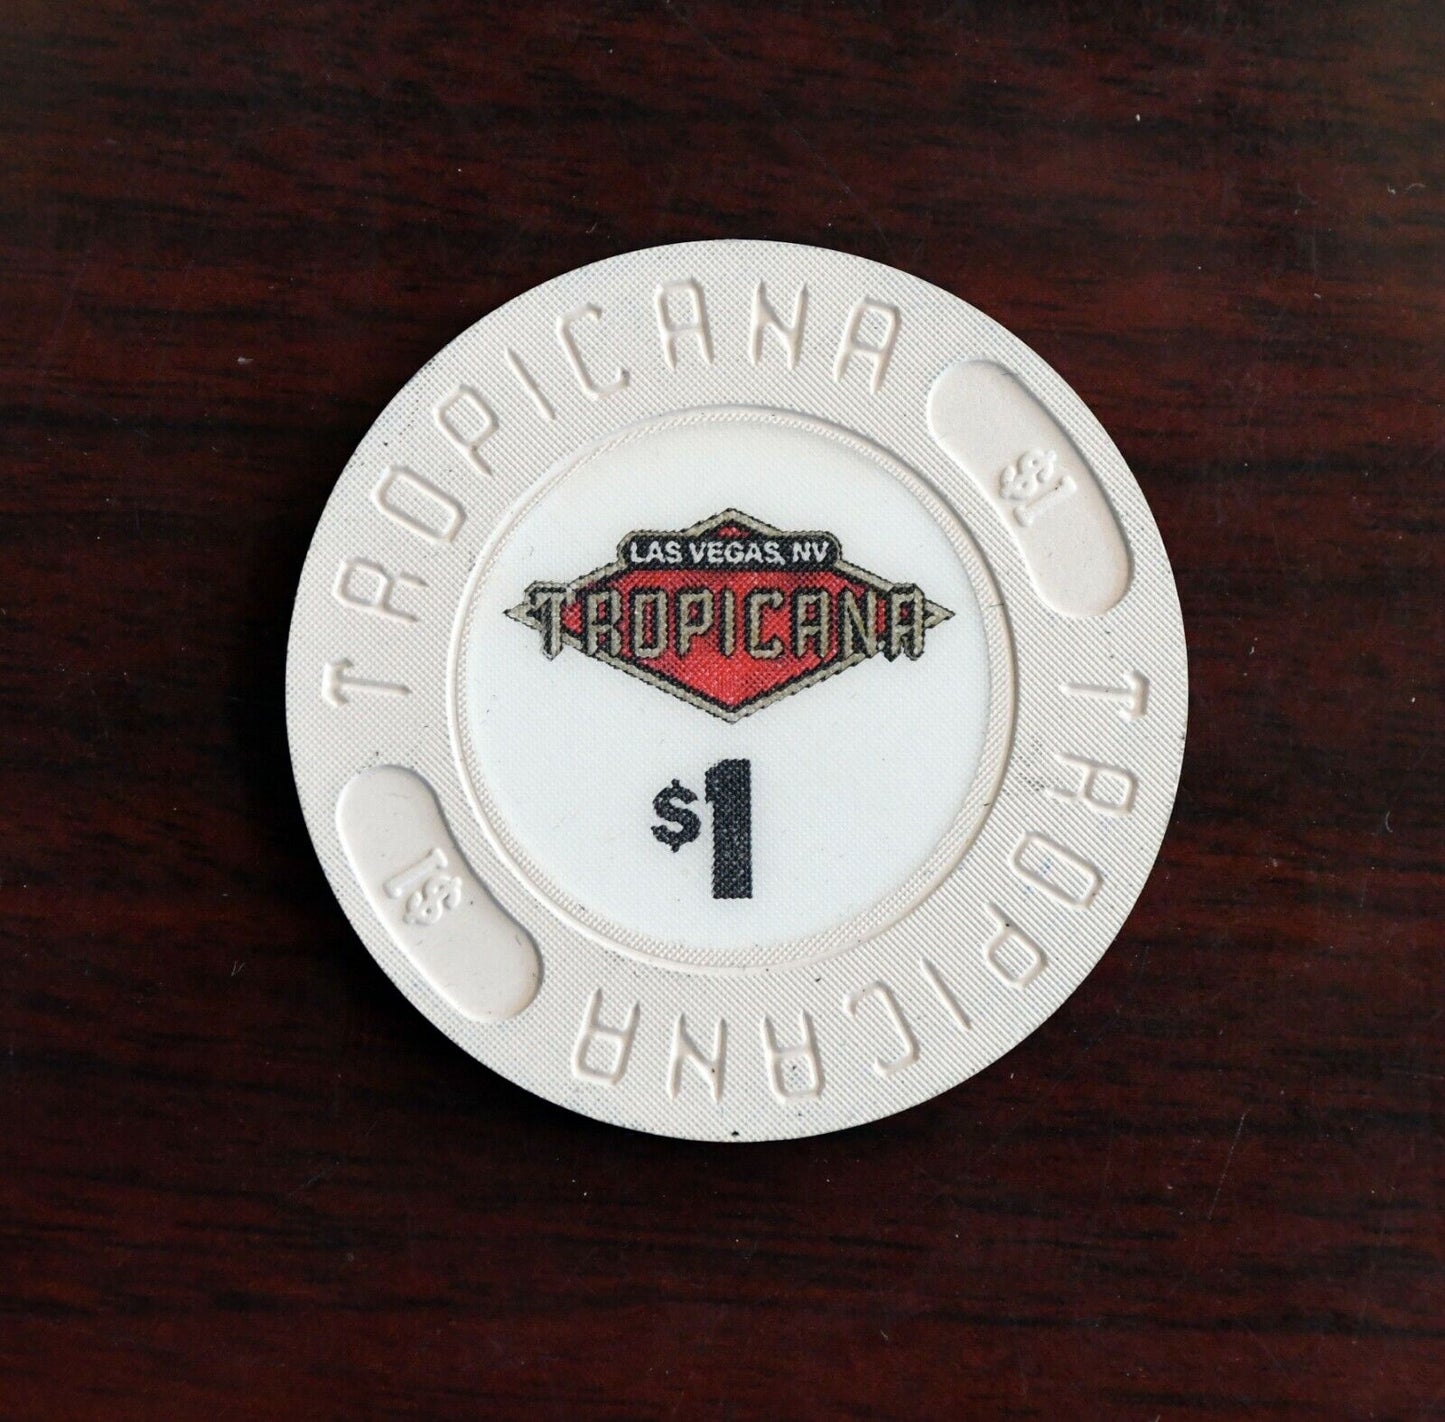 TROPICANA
$1
LAS VEGAS, NV
TROPICANA
$1
TROPICANA
$1